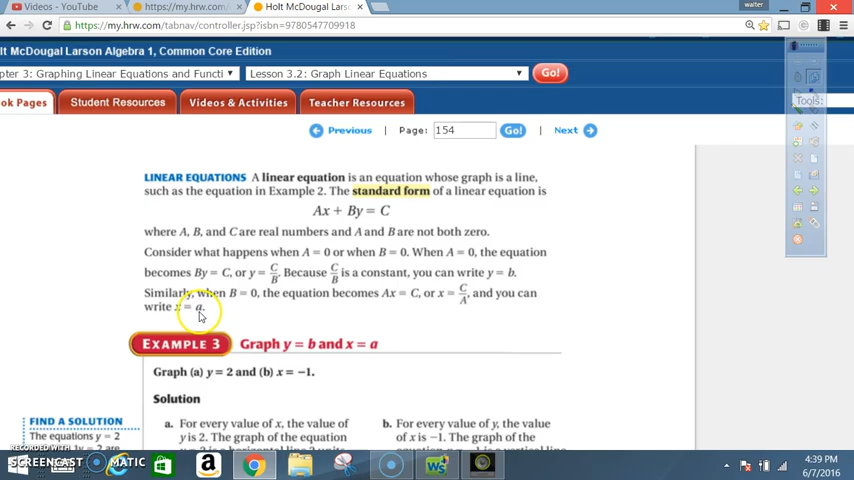 YouTube - Videos
https://my.hrw.com/
Holt McDougal Lars
walter
https://my.hrw.com/tabnav/controller.jsp?isbn=9780547709918
lt McDougal Larson Algebra 1, Common Core Edition
pter 3: Graphing Linear Equations and Functi
Lesson 3.2: Graph Linear Equations
Go!
ok Pages
Student Resources
Videos & Activities
Teacher Resources
Tools:
Previous
Page:
154
Go!
Next
LINEAR EQUATIONS A linear equation is an equation whose graph is a line,
such as the equation in Example 2. The standard form of a linear equation is
Ax + By = C
where A, B, and C are real numbers and A and B are not both zero.
Consider what happens when A = 0 or when B = 0. When A = 0, the equation
becomes By = C, or y = C/B. Because C/B is a constant, you can write y = b.
Similarly, when B = 0, the equation becomes Ax = C, or x = C/A, and you can
write x = a.
EXAMPLE 3 Graph y = b and x = a
Graph (a) y = 2 and (b) x = −1.
Solution
a. For every value of x, the value of
y is 2. The graph of the equation
b. For every value of y, the value
of x is −1. The graph of the
FIND A SOLUTION
The equations y = 2
RECORDED WITH
SCREENCAST MATIC
4:39 PM
6/7/2016